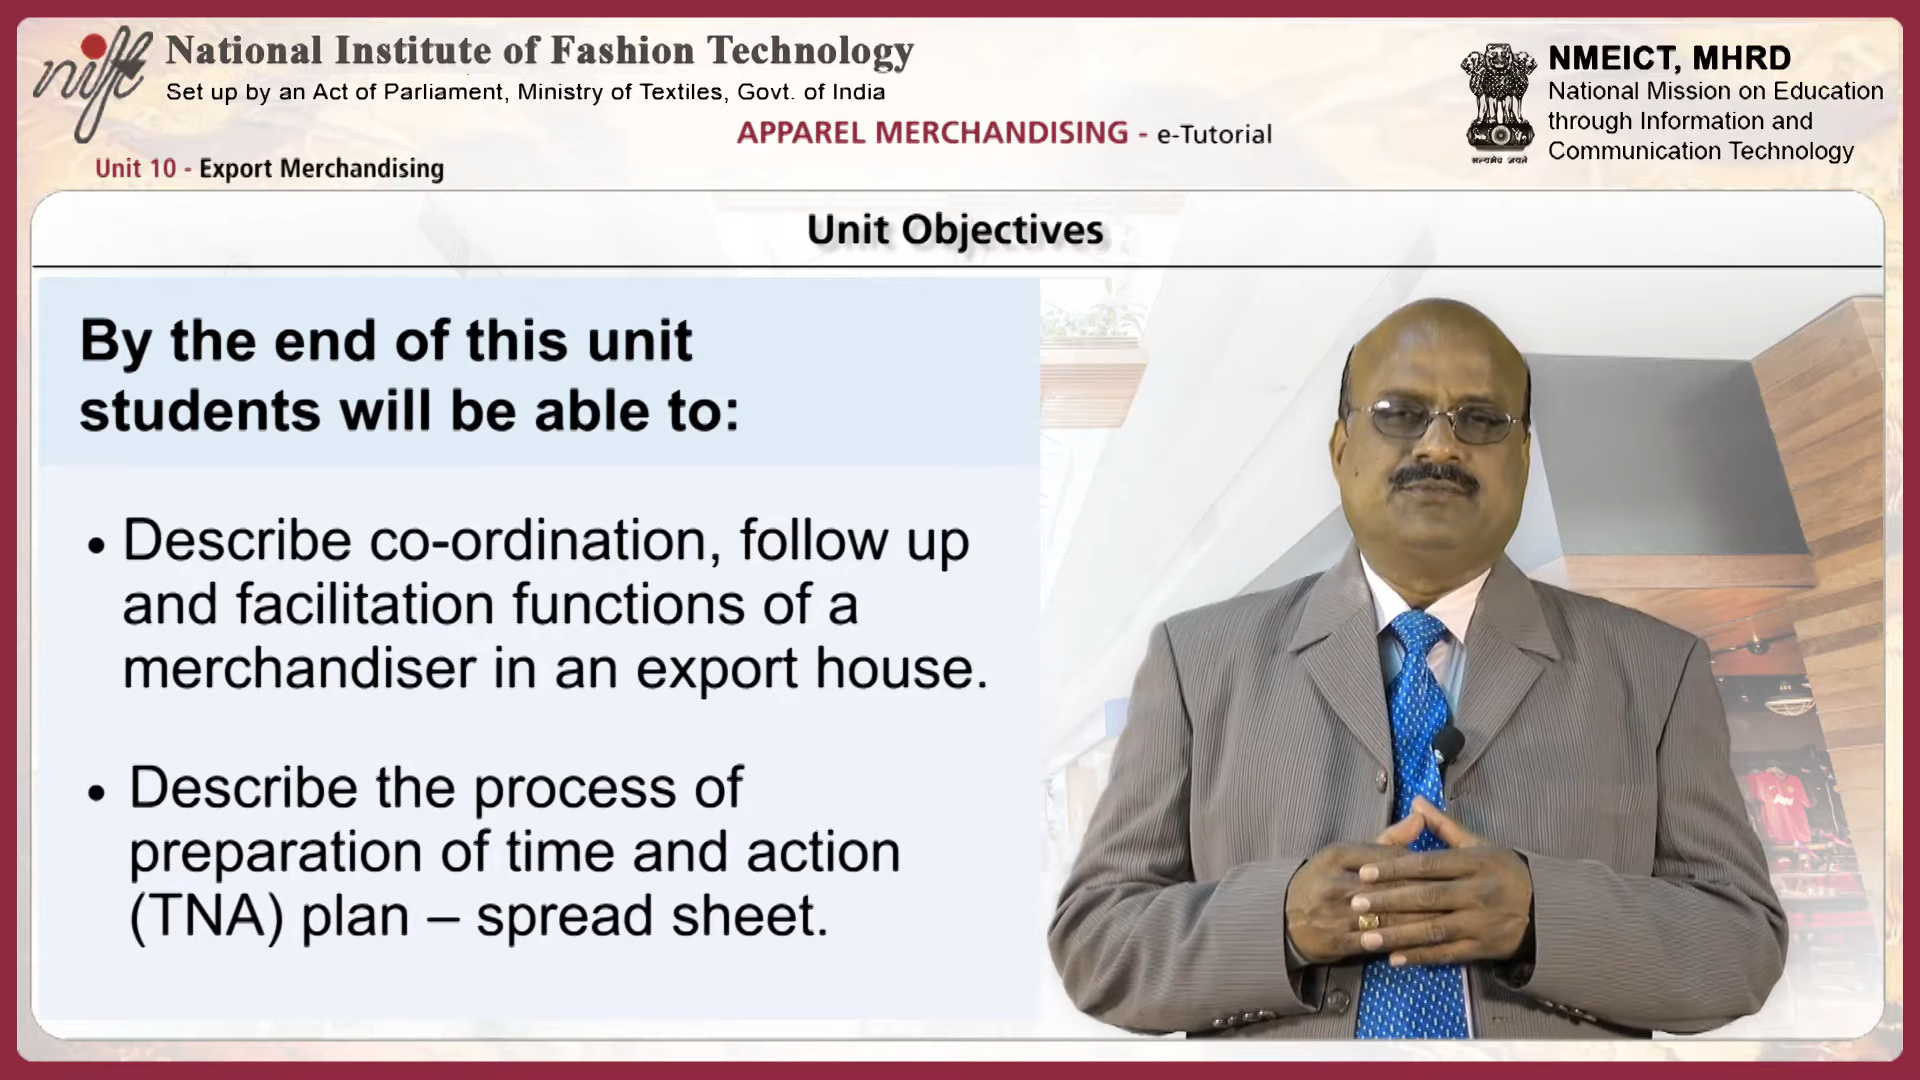 nift
National Institute of Fashion Technology
Set up by an Act of Parliament, Ministry of Textiles, Govt. of India
APPAREL MERCHANDISING - e-Tutorial
Unit 10 - Export Merchandising
NMEICT, MHRD
National Mission on Education
through Information and
Communication Technology
सत्यमेव जयते
Unit Objectives
By the end of this unit
students will be able to:
• Describe co-ordination, follow up
and facilitation functions of a
merchandiser in an export house.
• Describe the process of
preparation of time and action
(TNA) plan – spread sheet.